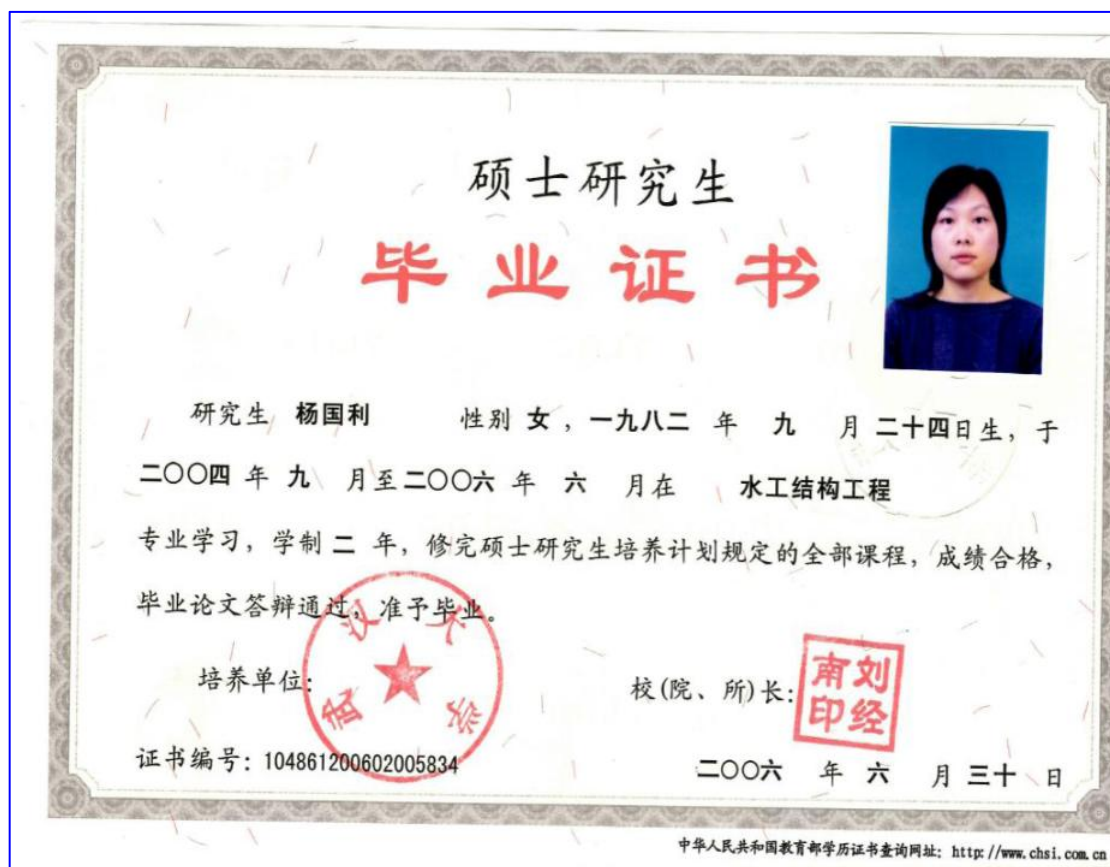 硕士研究生
毕业证书
研究生 杨国利 性别 女 ，一九八二 年 九 月 二十四日生，于
二〇〇四 年 九 月至二〇〇六 年 六 月在 水工结构工程
专业学习，学制 二 年，修完硕士研究生培养计划规定的全部课程，成绩合格，
毕业论文答辩通过，准予毕业。
培养单位：
武汉大学
校(院、所)长：
刘经南印
证书编号：104861200602005834
二〇〇六 年 六 月 三十 日
中华人民共和国教育部学历证书查询网址：http://www.chsi.com.cn